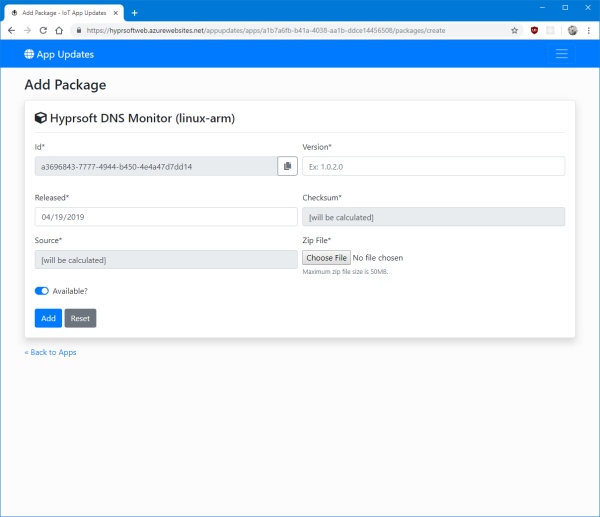 Add Package - IoT App Updates
https://hyprsoftweb.azurewebsites.net/appupdates/apps/a1b7a6fb-b41a-4038-aa1b-ddce14456508/packages/create
App Updates
Add Package
Hyprsoft DNS Monitor (linux-arm)
Id* Version*
a3696843-7777-4944-b450-4e4a47d7dd14 Ex: 1.0.2.0
Released* Checksum*
04/19/2019 [will be calculated]
Source* Zip File*
[will be calculated] Choose File No file chosen
Maximum zip file size is 50MB.
Available?
Add Reset
« Back to Apps